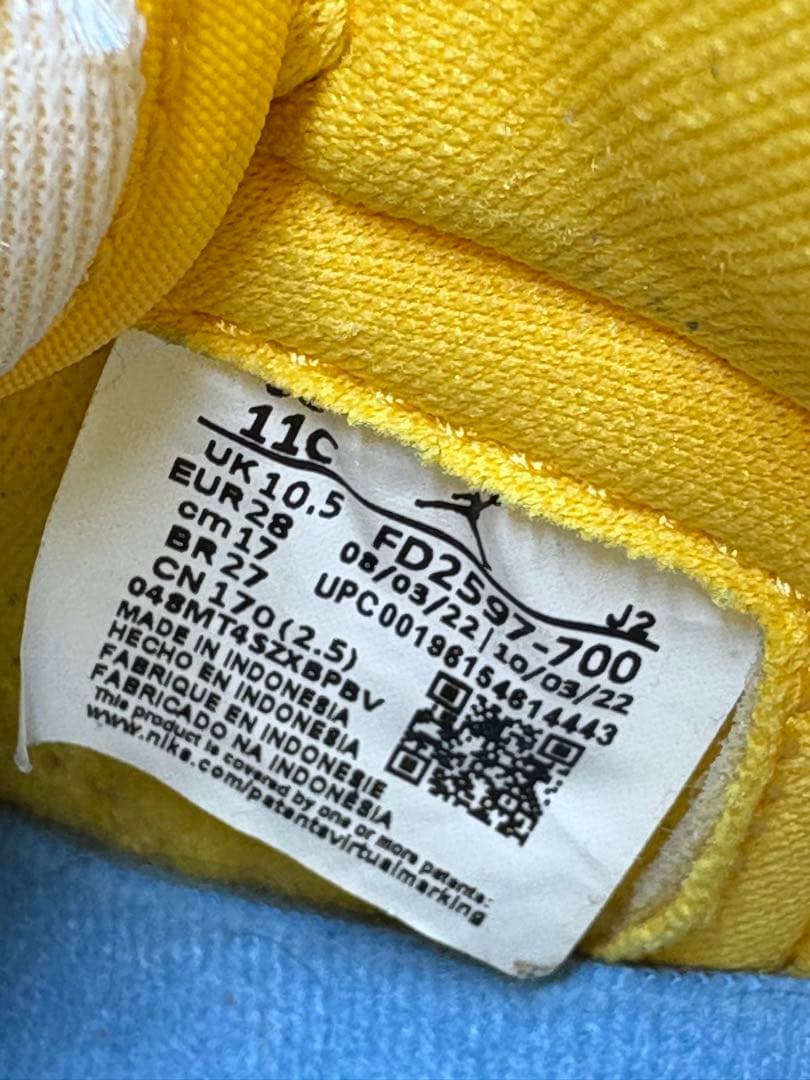 11C
UK 10.5
EUR 28
cm 17
BR 27
CN 170 (2.5)
048MT4SZXBPBV
MADE IN INDONESIA
HECHO EN INDONESIA
FABRIQUE EN INDONESIE
FABRICADO NA INDONÉSIA
This product is covered by one or more patents:
www.nike.com/patentsvirtualmarking
J2
FD2597-700
08/03/22 | 10/03/22
UPC00196154614443